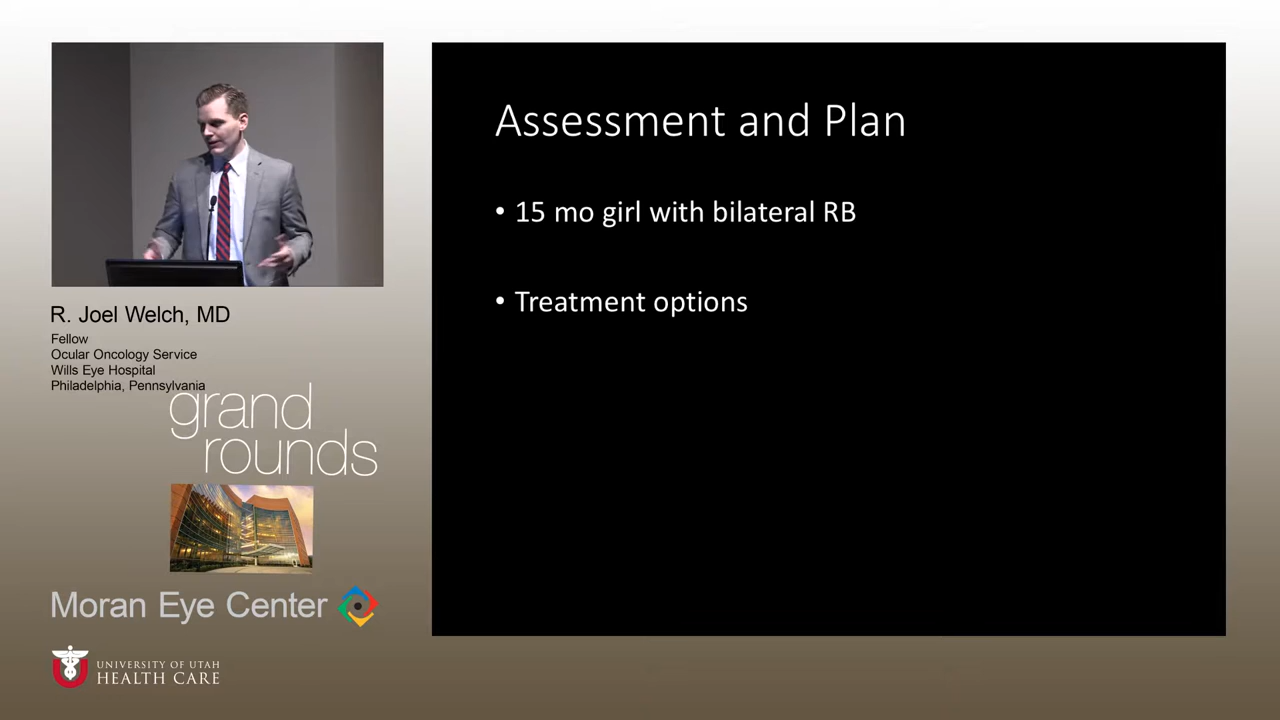 Assessment and Plan
• 15 mo girl with bilateral RB
• Treatment options
R. Joel Welch, MD
Fellow
Ocular Oncology Service
Wills Eye Hospital
Philadelphia, Pennsylvania
grand
rounds
Moran Eye Center
U
UNIVERSITY OF UTAH
HEALTH CARE